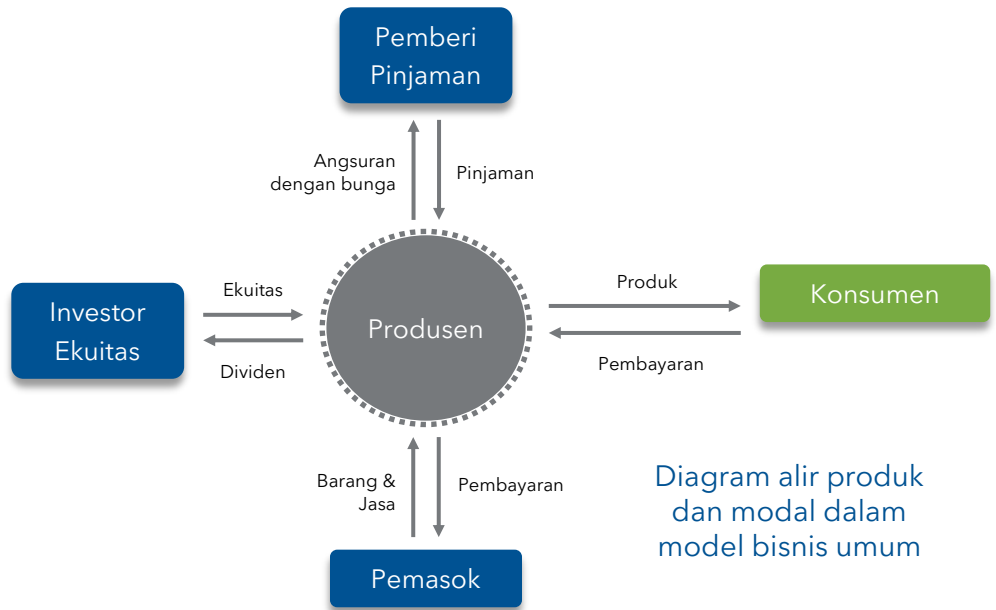 Pemberi
Pinjaman
Angsuran
dengan bunga
Pinjaman
Investor
Ekuitas
Ekuitas
Dividen
Produsen
Produk
Pembayaran
Konsumen
Barang &
Jasa
Pembayaran
Pemasok
Diagram alir produk
dan modal dalam
model bisnis umum